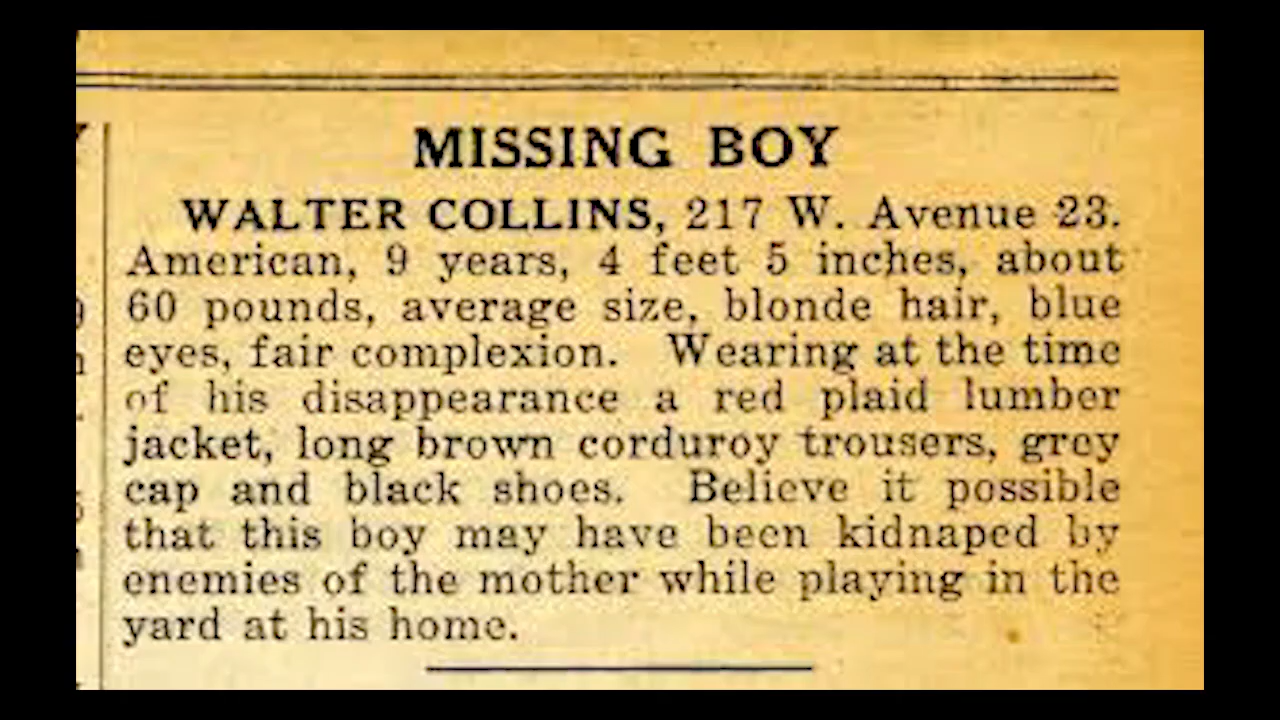 MISSING BOY
WALTER COLLINS, 217 W. Avenue 23.
American, 9 years, 4 feet 5 inches, about
60 pounds, average size, blonde hair, blue
eyes, fair complexion. Wearing at the time
of his disappearance a red plaid lumber
jacket, long brown corduroy trousers, grey
cap and black shoes. Believe it possible
that this boy may have been kidnaped by
enemies of the mother while playing in the
yard at his home.